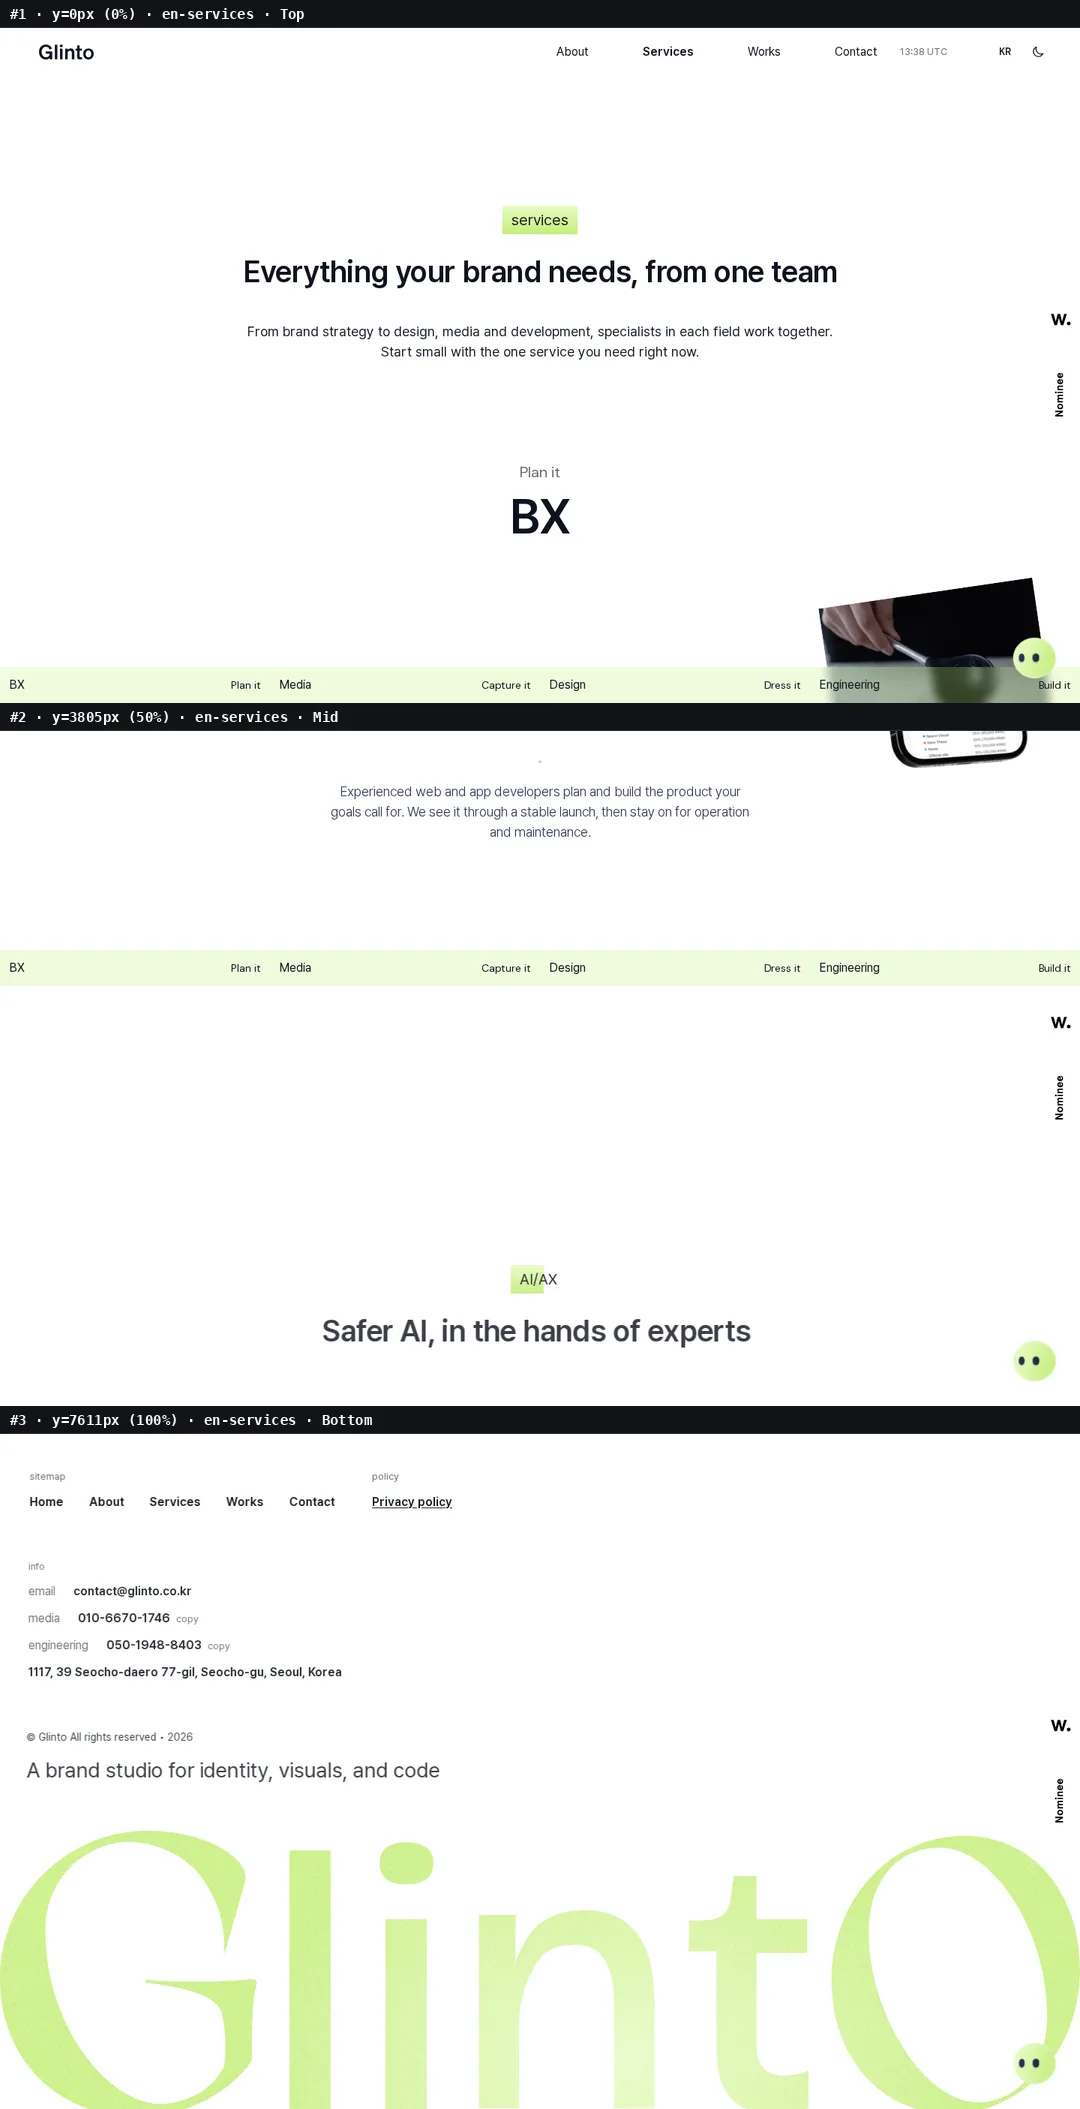 #1 · y=0px (0%) · en-services · Top
Glinto
About Services Works Contact 13:38 UTC KR
services
Everything your brand needs, from one team
From brand strategy to design, media and development, specialists in each field work together.
Start small with the one service you need right now.
W.
Nominee
Plan it
BX
BX Plan it Media Capture it Design Dress it Engineering Build it
#2 · y=3805px (50%) · en-services · Mid
Experienced web and app developers plan and build the product your
goals call for. We see it through a stable launch, then stay on for operation
and maintenance.
BX Plan it Media Capture it Design Dress it Engineering Build it
W.
Nominee
AI/AX
Safer AI, in the hands of experts
#3 · y=7611px (100%) · en-services · Bottom
sitemap policy
Home About Services Works Contact Privacy policy
info
email contact@glinto.co.kr
media 010-6670-1746 copy
engineering 050-1948-8403 copy
1117, 39 Seocho-daero 77-gil, Seocho-gu, Seoul, Korea
© Glinto All rights reserved • 2026
A brand studio for identity, visuals, and code
W.
Nominee
GlintO